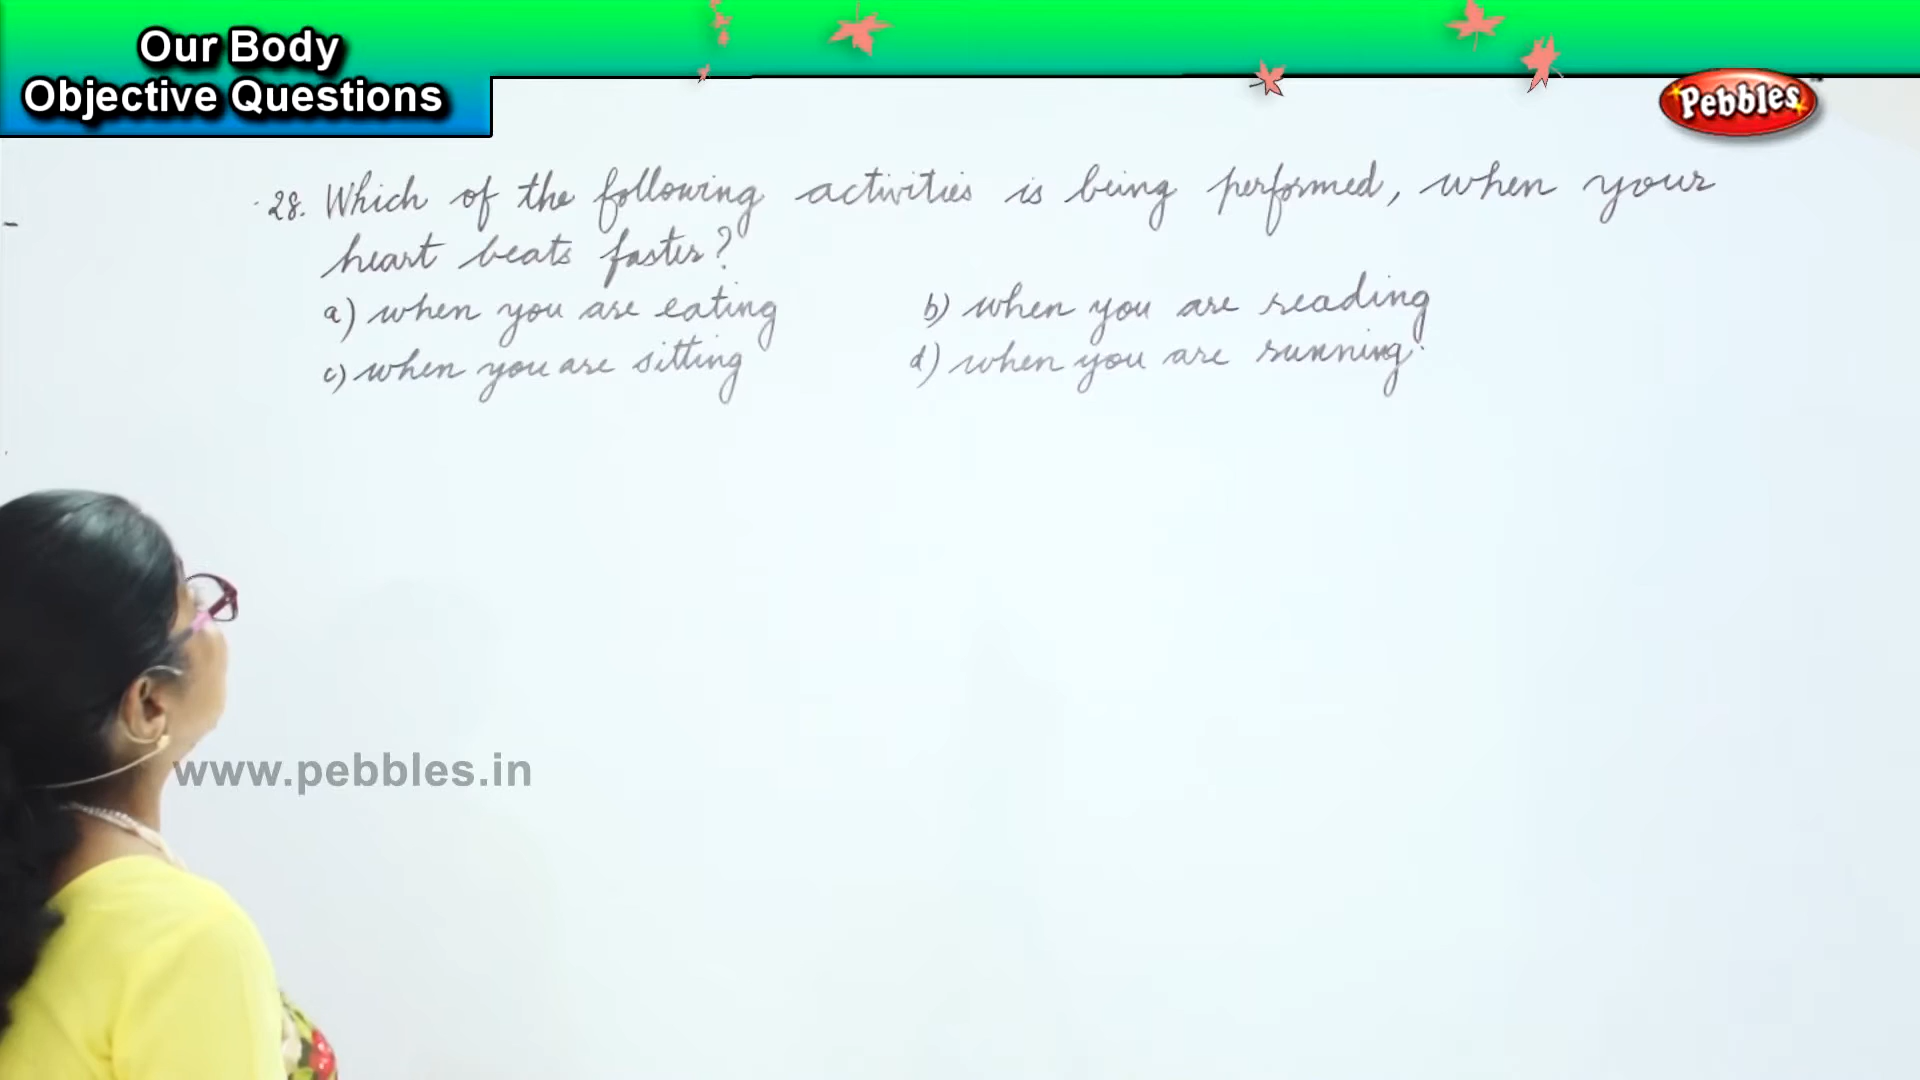 Our Body
Objective Questions
Pebbles
28. Which of the following activities is being performed, when your
heart beats faster?
a) when you are eating b) when you are reading
c) when you are sitting d) when you are running.
www.pebbles.in